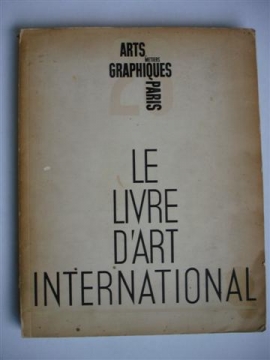 ARTS
MÉTIERS
GRAPHIQUES
PARIS
LE
LIVRE
D'ART
INTERNATIONAL